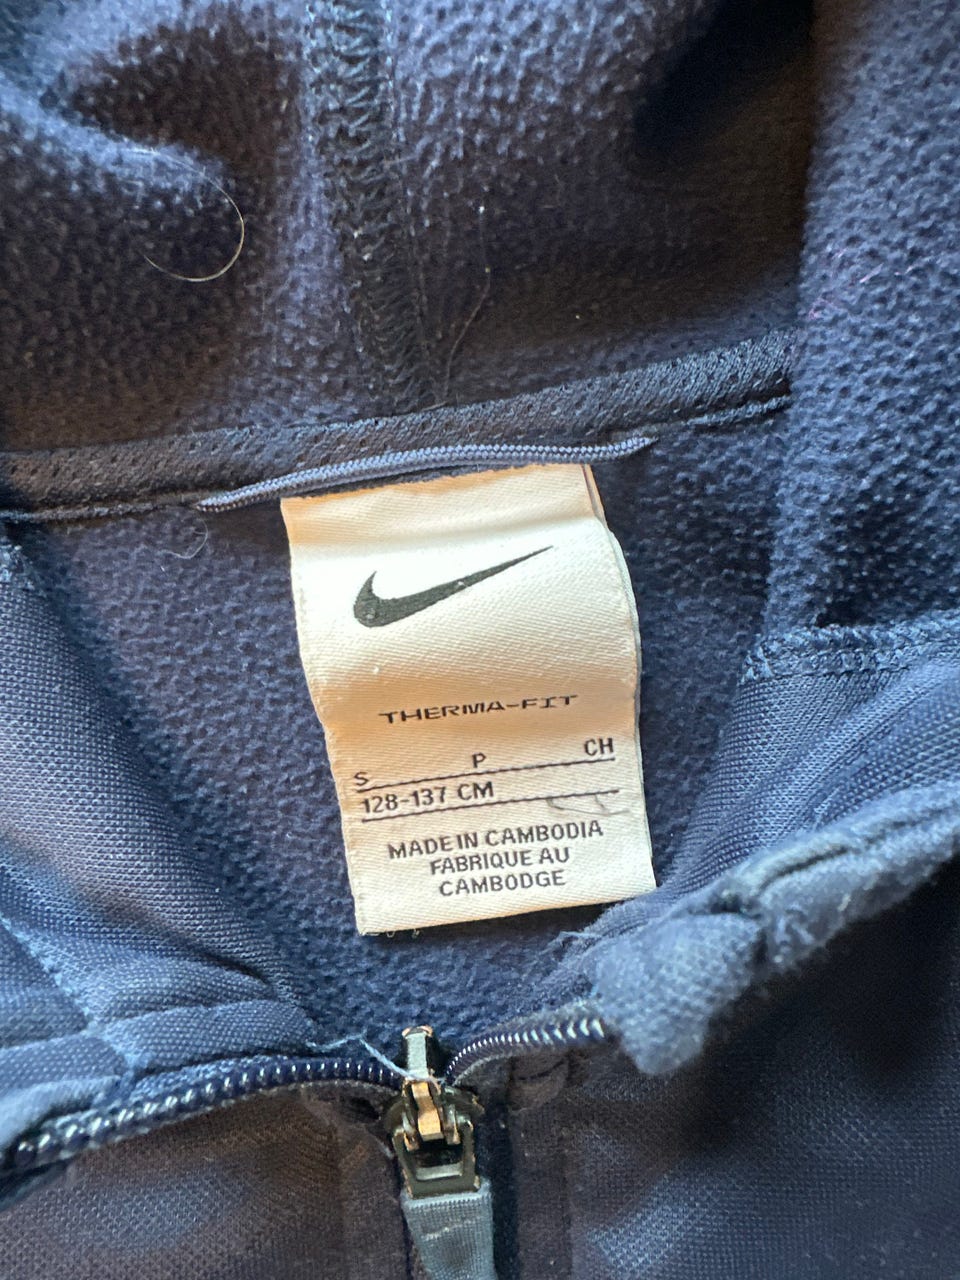 THERMA-FIT
S P CH
128-137 CM
MADE IN CAMBODIA
FABRIQUE AU
CAMBODGE